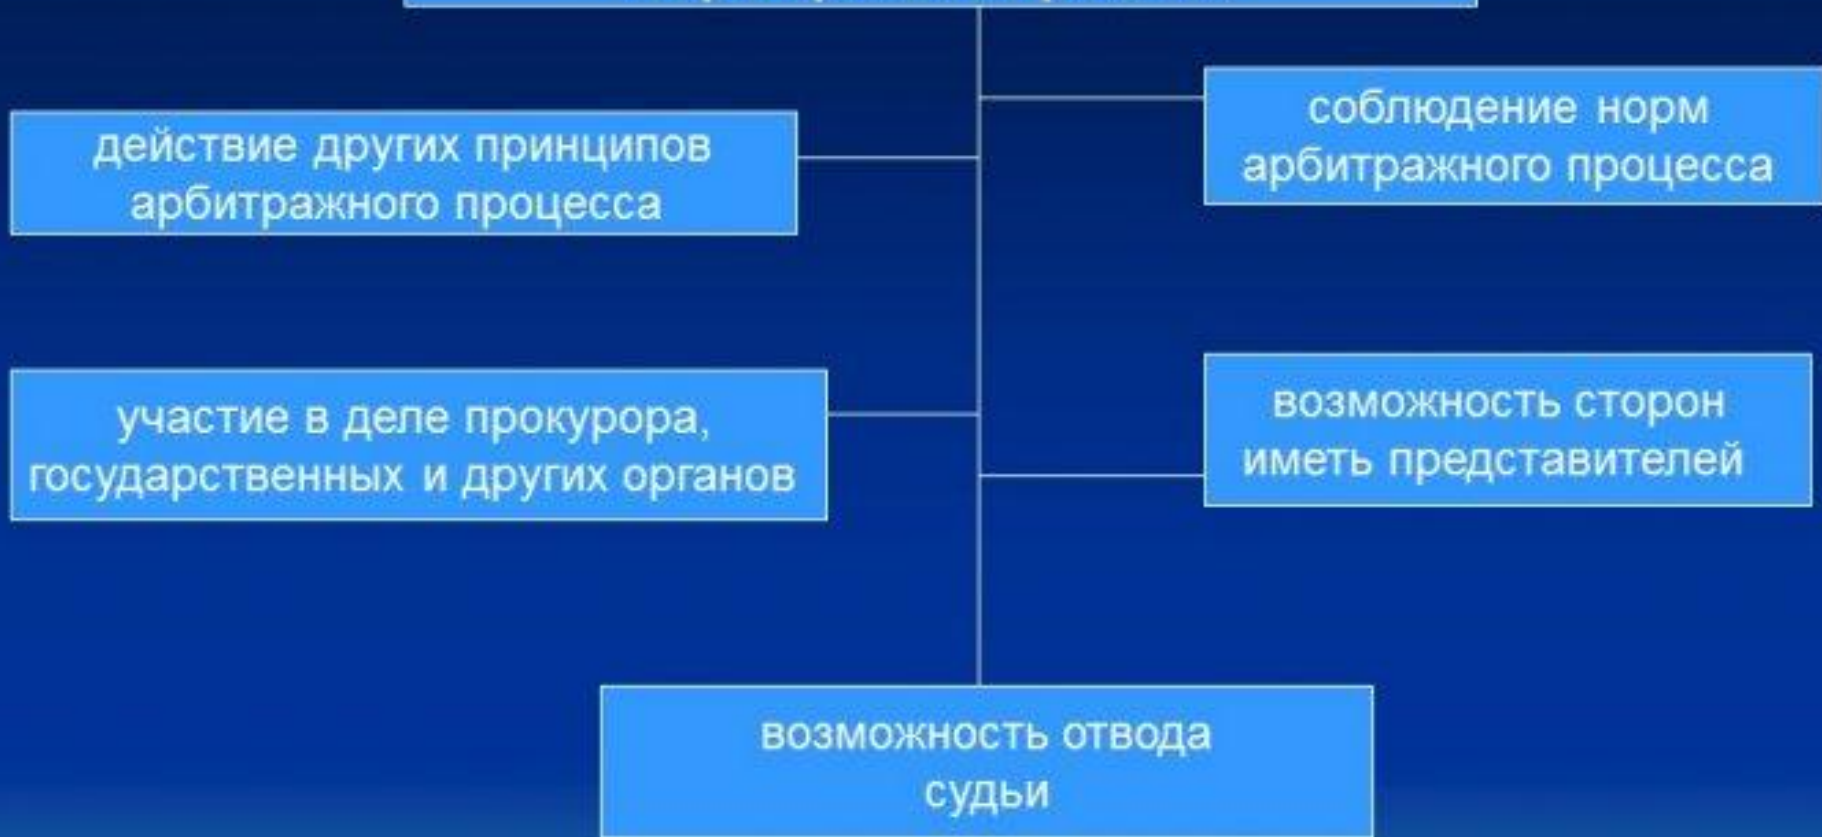 действие других принципов
арбитражного процесса
соблюдение норм
арбитражного процесса
участие в деле прокурора,
государственных и других органов
возможность сторон
иметь представителей
возможность отвода
судьи